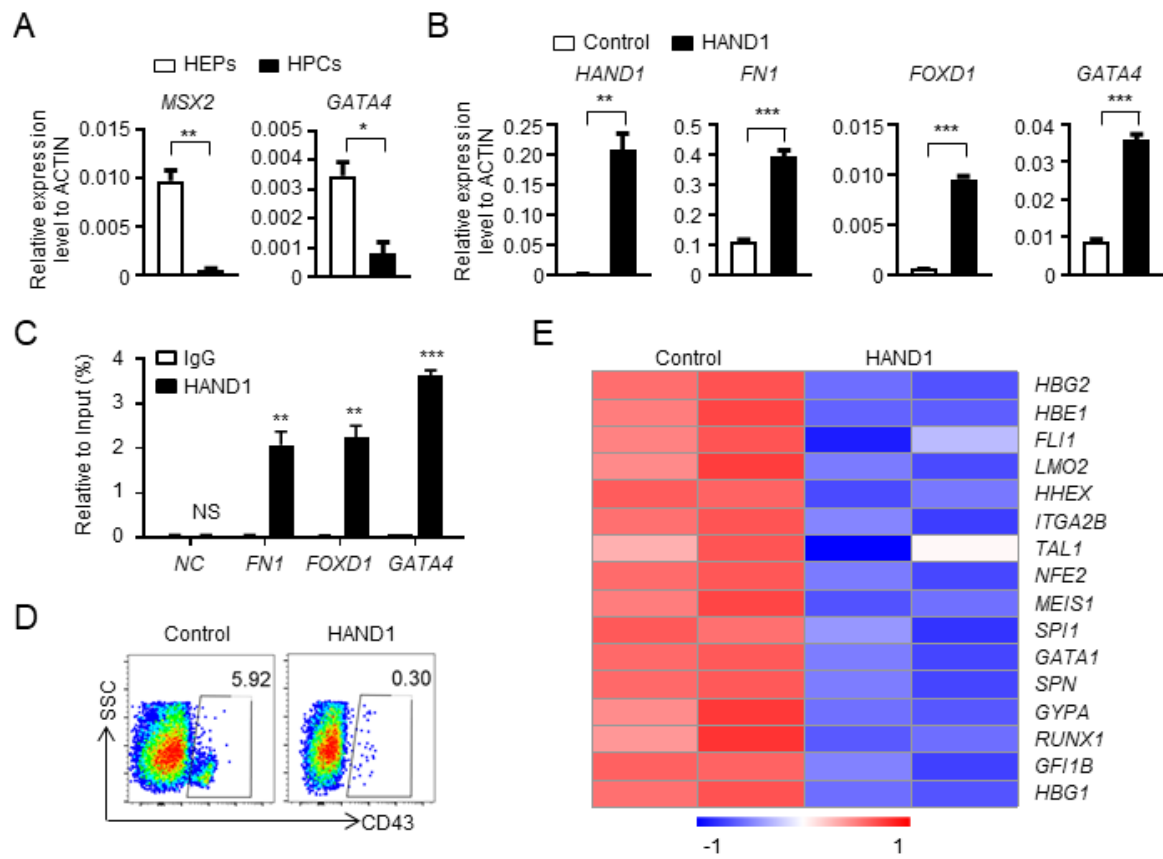 A
HEPs HPCs
MSX2 GATA4
Relative expression
level to ACTIN
**
0.015
0.010
0.005
0
*
0.005
0.004
0.003
0.002
0.001
0
B
Control HAND1
HAND1 FN1 FOXD1 GATA4
Relative expression
level to ACTIN
**
0.25
0.20
0.15
0.10
0.05
0
***
0.5
0.4
0.3
0.2
0.1
0
***
0.015
0.010
0.005
0
***
0.04
0.03
0.02
0.01
0
C
IgG
HAND1
Relative to Input (%)
4
3
2
1
0
NS ** ** ***
NC FN1 FOXD1 GATA4
D
Control HAND1
5.92 0.30
SSC
CD43
E
Control HAND1
HBG2
HBE1
FLI1
LMO2
HHEX
ITGA2B
TAL1
NFE2
MEIS1
SPI1
GATA1
SPN
GYPA
RUNX1
GFI1B
HBG1
-1 1